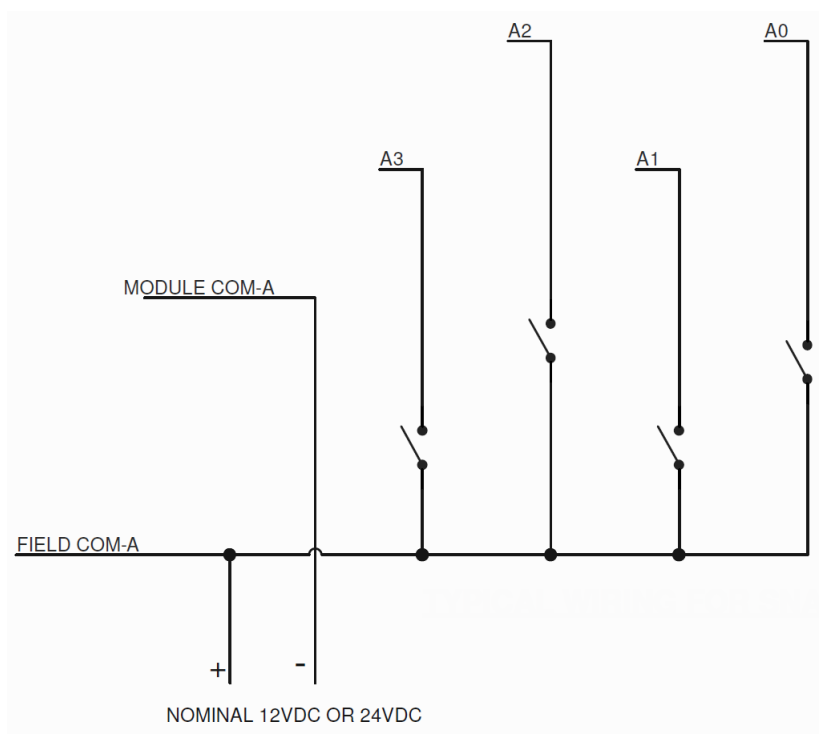 A2
A0
A3
A1
MODULE COM-A
FIELD COM-A
+
-
NOMINAL 12VDC OR 24VDC